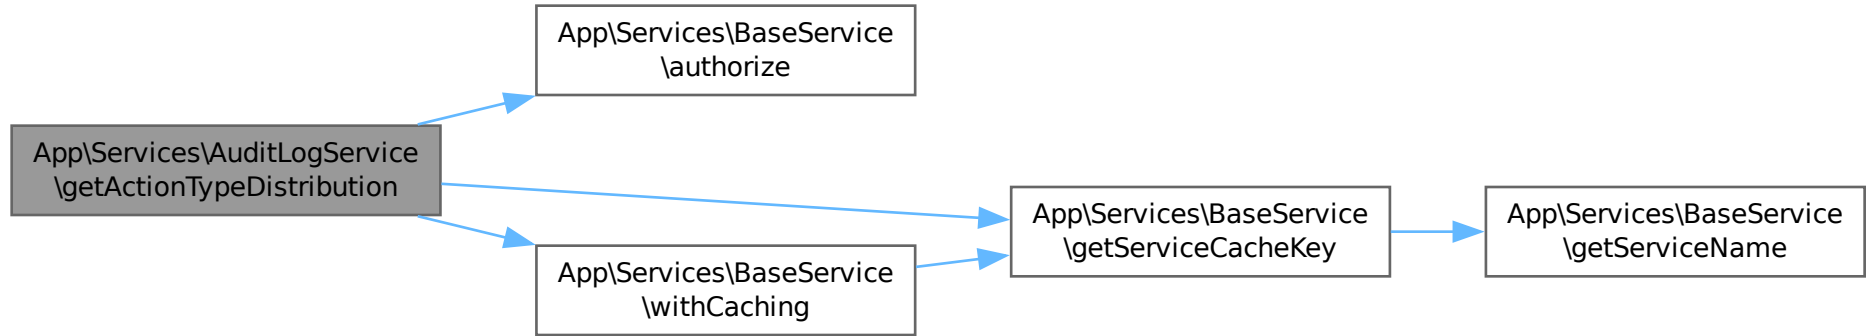 App\Services\BaseService
\authorize
App\Services\AuditLogService
\getActionTypeDistribution
App\Services\BaseService
\getServiceCacheKey
App\Services\BaseService
\getServiceName
App\Services\BaseService
\withCaching